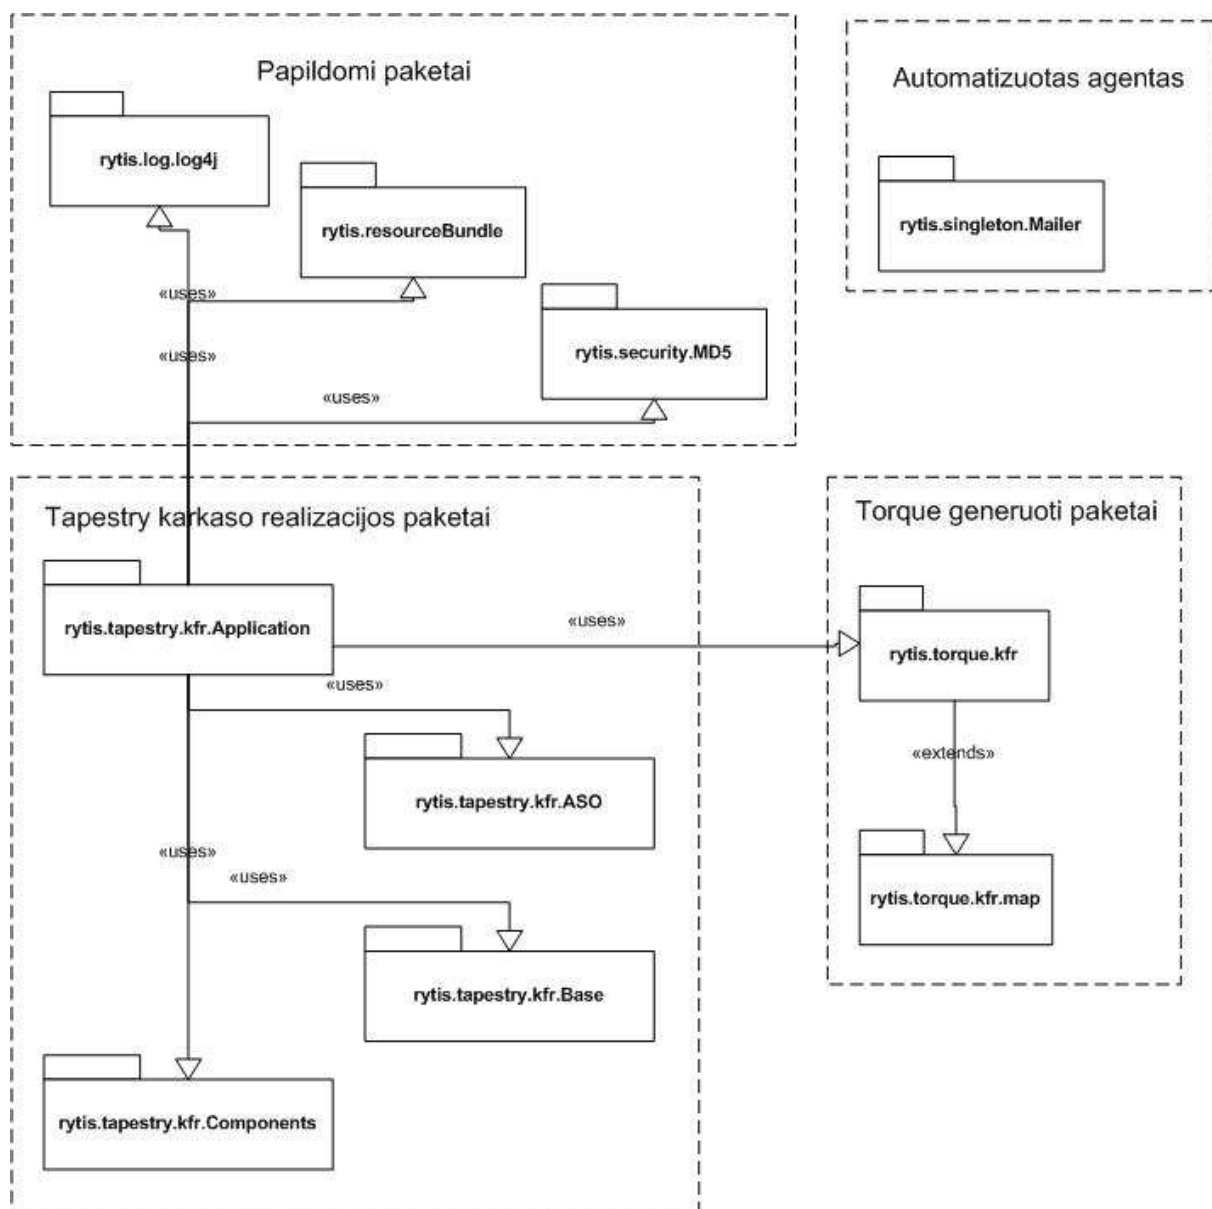 Papildomi paketai
rytis.log.log4j
rytis.resourceBundle
«uses»
rytis.security.MD5
«uses»
«uses»
Automatizuotas agentas
rytis.singleton.Mailer
Tapestry karkaso realizacijos paketai
rytis.tapestry.kfr.Application
«uses»
«uses»
rytis.tapestry.kfr.ASO
«uses»
«uses»
rytis.tapestry.kfr.Base
rytis.tapestry.kfr.Components
Torque generuoti paketai
rytis.torque.kfr
«extends»
rytis.torque.kfr.map